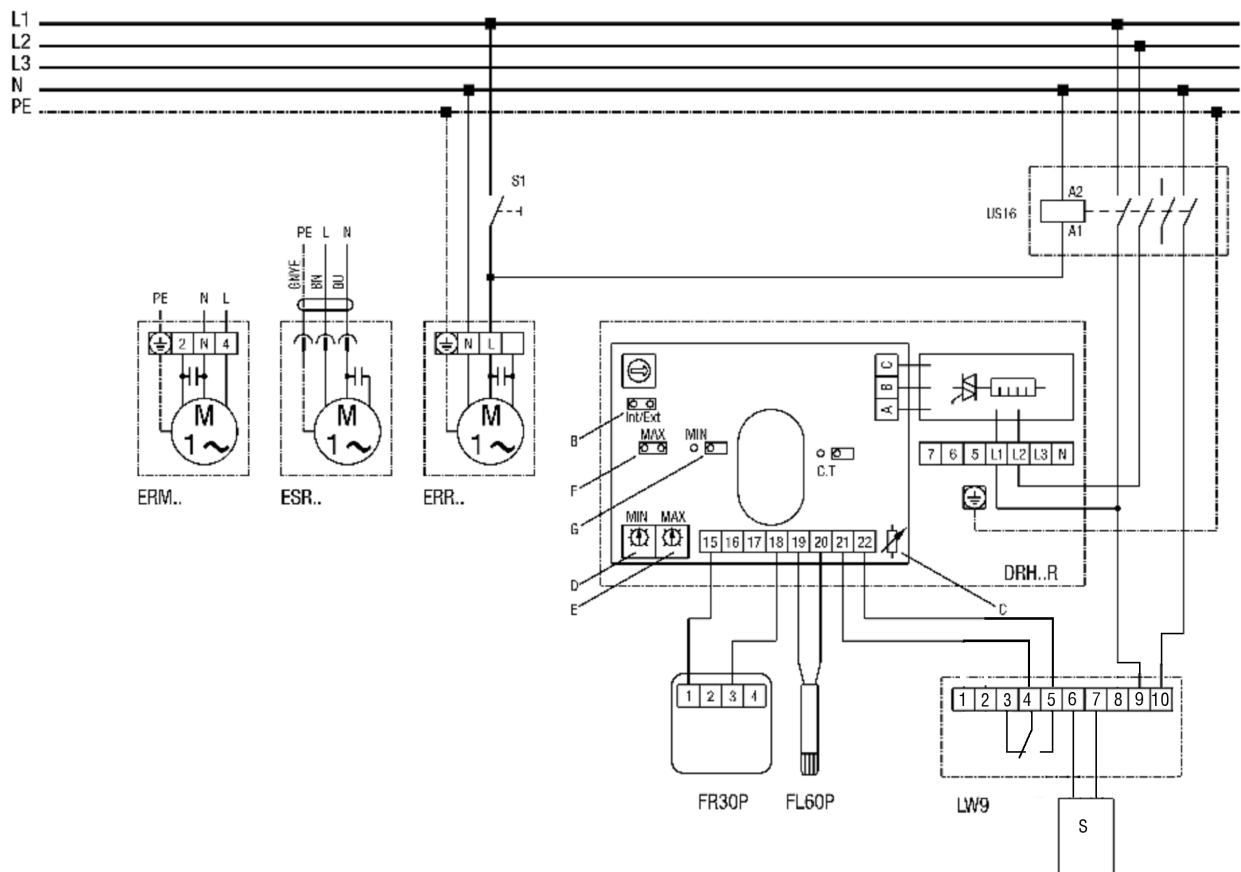 L1
L2
L3
N
PE
S1
A2
US16
A1
PE L N
GNYE
BN
BU
PE N L
2 N 4
N L
M
1~
M
1~
M
1~
ERM..
ESR..
ERR..
Int/Ext
B
MAX MIN
F
G
C.T
C
B
A
7 6 5 L1 L2 L3 N
MIN MAX
15 16 17 18 19 20 21 22
D
E
C
DRH..R
1 2 3 4
1 2 3 4 5 6 7 8 9 10
FR30P FL60P
LW9
S